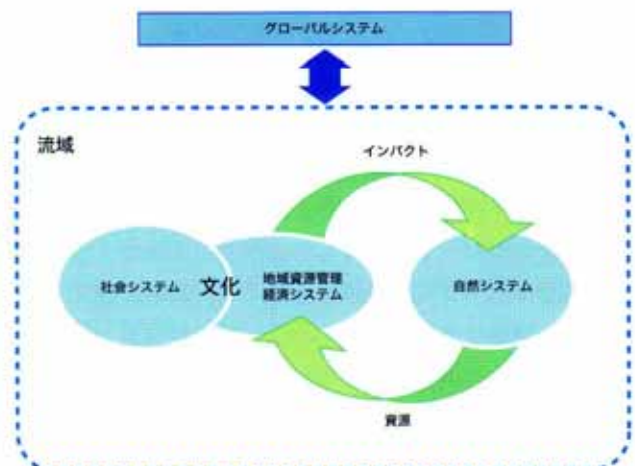 グローバルシステム
流域
インパクト
社会システム
文化
地域資源管理
経済システム
自然システム
資源